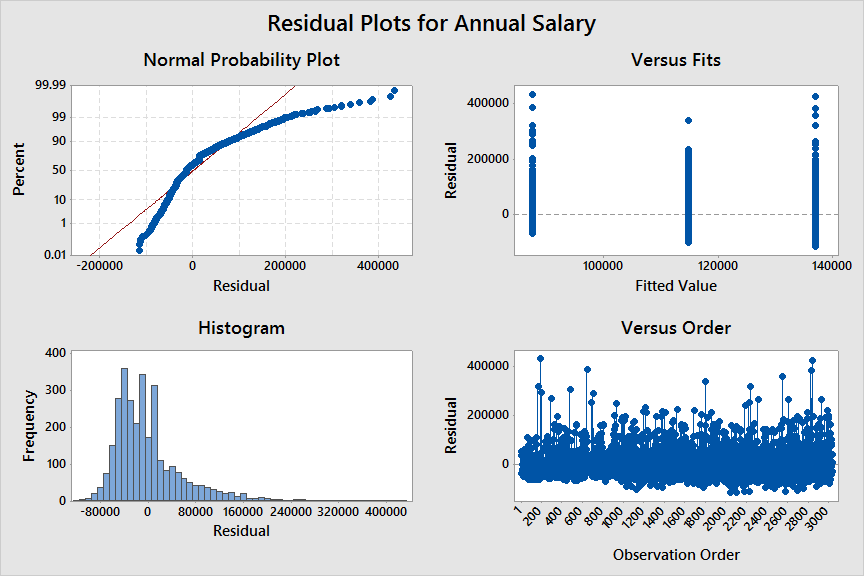 Residual Plots for Annual Salary
Normal Probability Plot
99.99
99
90
50
10
1
0.01
Percent
-200000 0 200000 400000
Residual
Versus Fits
400000
200000
0
Residual
100000 120000 140000
Fitted Value
Histogram
400
300
200
100
0
Frequency
-80000 0 80000 160000 240000 320000 400000
Residual
Versus Order
400000
200000
0
Residual
1 200 400 600 800 1000 1200 1400 1600 1800 2000 2200 2400 2600 2800 3000
Observation Order